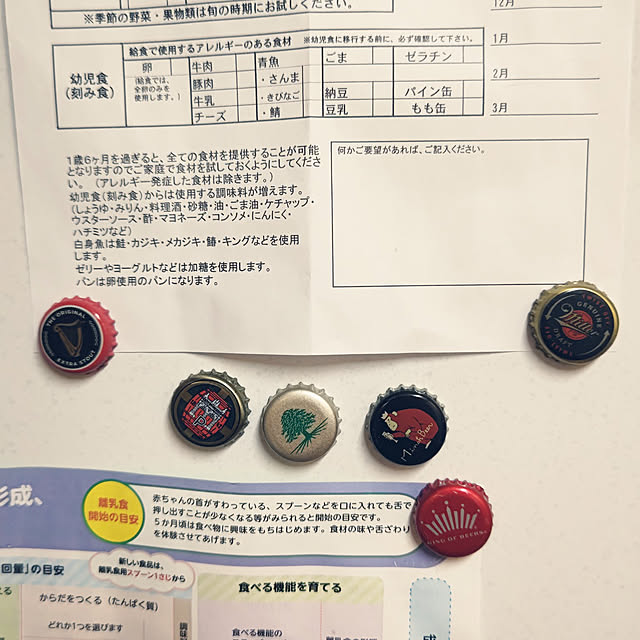 12月
※季節の野菜・果物類は旬の時期にお試しください。
給食で使用するアレルギーのある食材 ※幼児食に移行する前に、必ず確認して下さい。
1月
幼児食
(刻み食)
卵
(給食では、
全卵のみを
使用します。)
牛肉
豚肉
牛乳
チーズ
青魚
・さんま
・きびなご
・鯖
ごま
納豆
豆乳
ゼラチン
パイン缶
もも缶
2月
3月
1歳6ヶ月を過ぎると、全ての食材を提供することが可能
となりますのでご家庭で食材を試しておくようにしてくださ
い。(アレルギー発症した食材は除きます。)
幼児食(刻み食)からは使用する調味料が増えます。
(しょうゆ・みりん・料理酒・砂糖・油・ごま油・ケチャップ・
ウスターソース・酢・マヨネーズ・コンソメ・にんにく・
ハチミツなど)
白身魚は鮭・カジキ・メカジキ・鰆・キングなどを使用
します。
ゼリーやヨーグルトなどは加糖を使用します。
パンは卵使用のパンになります。
何かご要望があれば、ご記入ください。
THE ORIGINAL
EXTRA STOUT
GENUINE
Miller
DRAFT
KING OF BEERS
形成、
離乳食
開始の目安
赤ちゃんの首がすわっている、スプーンなどを口に入れても舌で
押し出すことが少なくなる等がみられると開始の目安です。
5か月頃は食べ物に興味をもちはじめます。食材の味や舌ざわり
を体験させてあげます。
回量」の目安
新しい食品は、
離乳食用スプーン1さじから
からだをつくる(たんぱく質)
どれか1つを選びます
食べる機能を育てる
食べる機能の